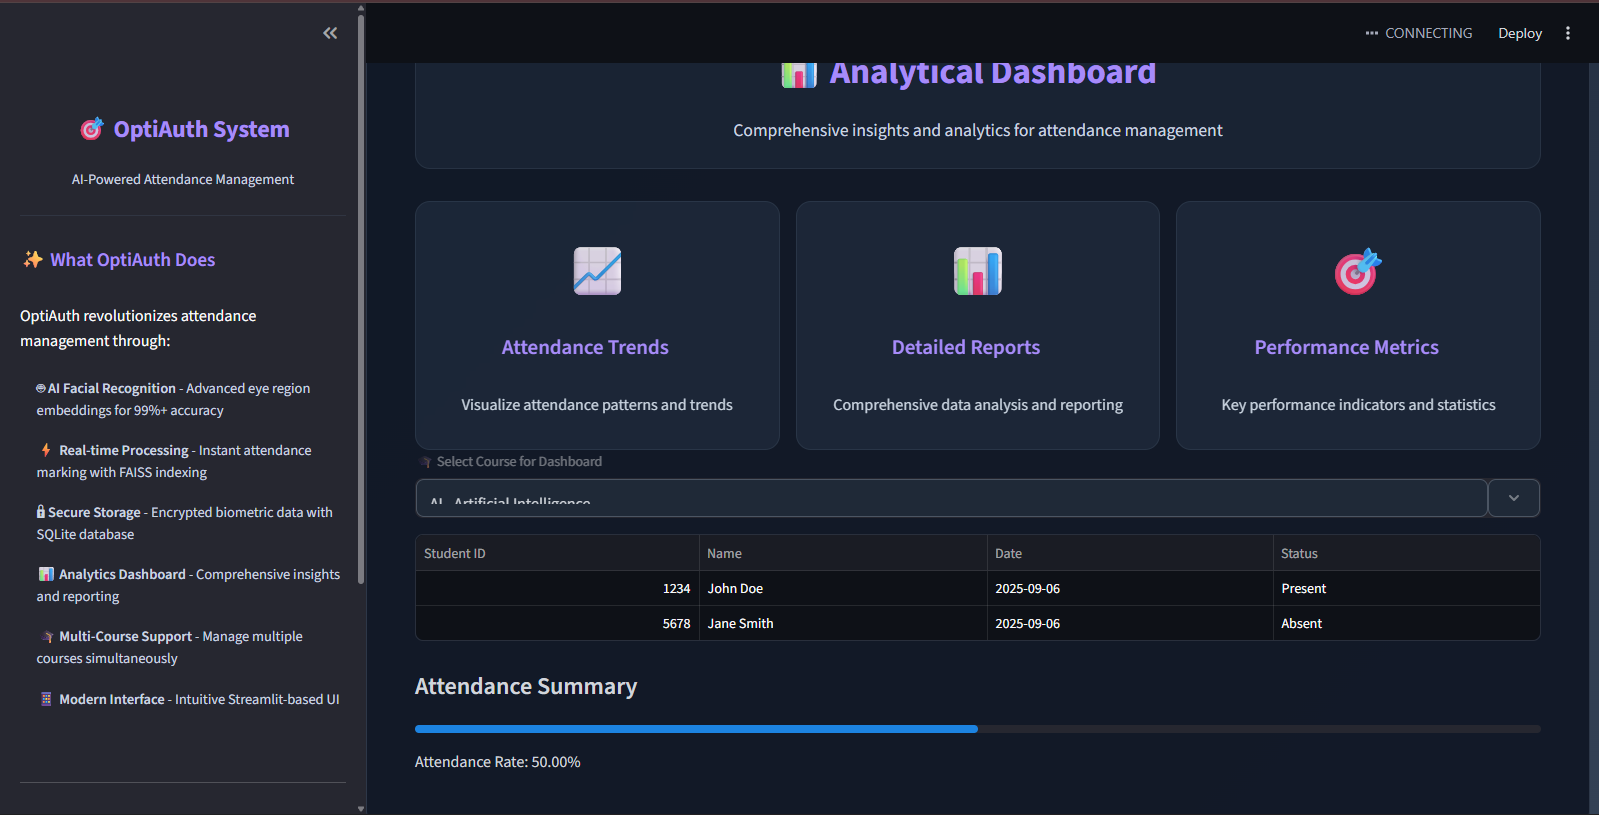 CONNECTING Deploy
OptiAuth System
AI-Powered Attendance Management
What OptiAuth Does
OptiAuth revolutionizes attendance
management through:
AI Facial Recognition - Advanced eye region
embeddings for 99%+ accuracy
Real-time Processing - Instant attendance
marking with FAISS indexing
Secure Storage - Encrypted biometric data with
SQLite database
Analytics Dashboard - Comprehensive insights
and reporting
Multi-Course Support - Manage multiple
courses simultaneously
Modern Interface - Intuitive Streamlit-based UI
Analytical Dashboard
Comprehensive insights and analytics for attendance management
Attendance Trends
Visualize attendance patterns and trends
Detailed Reports
Comprehensive data analysis and reporting
Performance Metrics
Key performance indicators and statistics
Select Course for Dashboard
AI - Artificial Intelligence
Student ID Name Date Status
1234 John Doe 2025-09-06 Present
5678 Jane Smith 2025-09-06 Absent
Attendance Summary
Attendance Rate: 50.00%